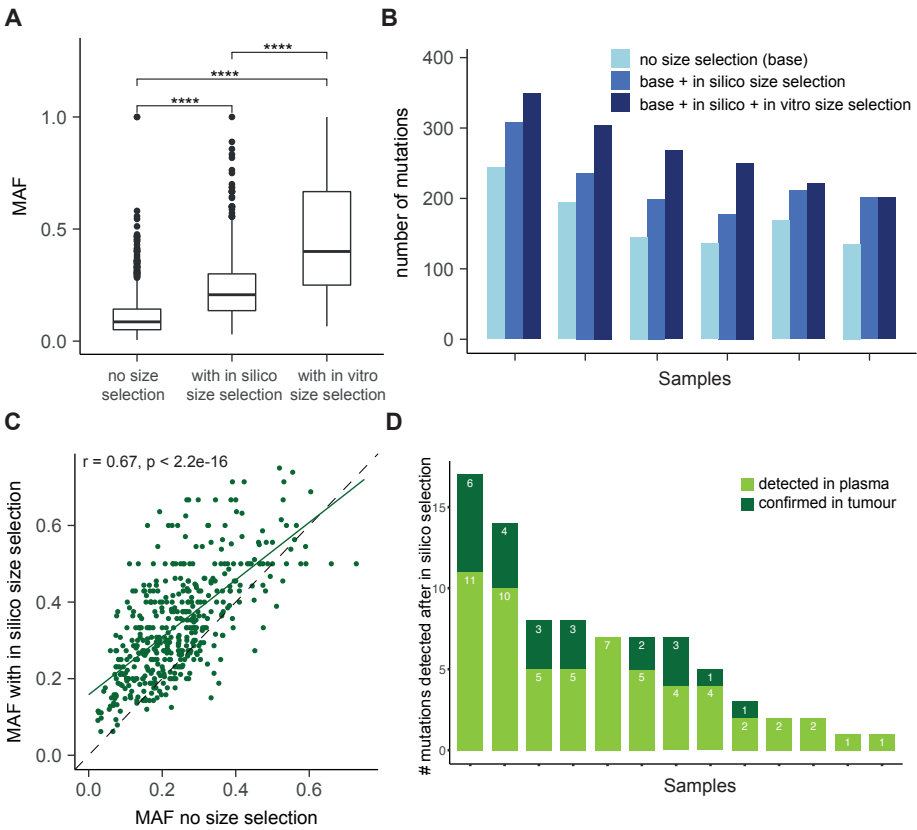 A
MAF
1.0
0.5
0.0
****
****
****
no size
selection
with in silico
size selection
with in vitro
size selection
B
number of mutations
400
300
200
100
0
no size selection (base)
base + in silico size selection
base + in silico + in vitro size selection
Samples
C
MAF with in silico size selection
r = 0.67, p < 2.2e-16
0.6
0.4
0.2
0.0
0.0
0.2
0.4
0.6
MAF no size selection
D
# mutations detected after in silico selection
15
10
5
0
detected in plasma
confirmed in tumour
6
11
4
10
3
5
3
5
7
2
5
3
4
1
4
1
2
2
2
1
1
Samples